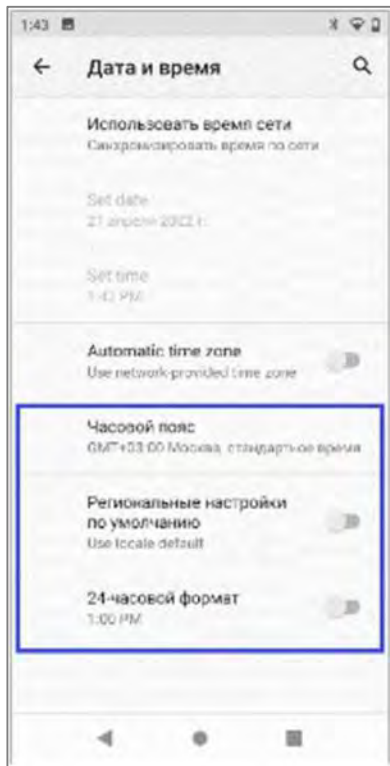 1:43
Дата и время
Использовать время сети
Синхронизировать время по сети
Set date
21 апреля 2022 г.
Set time
1:43 PM
Automatic time zone
Use network-provided time zone
Часовой пояс
GMT+03:00 Москва, стандартное время
Региональные настройки
по умолчанию
Use locale default
24-часовой формат
1:00 PM